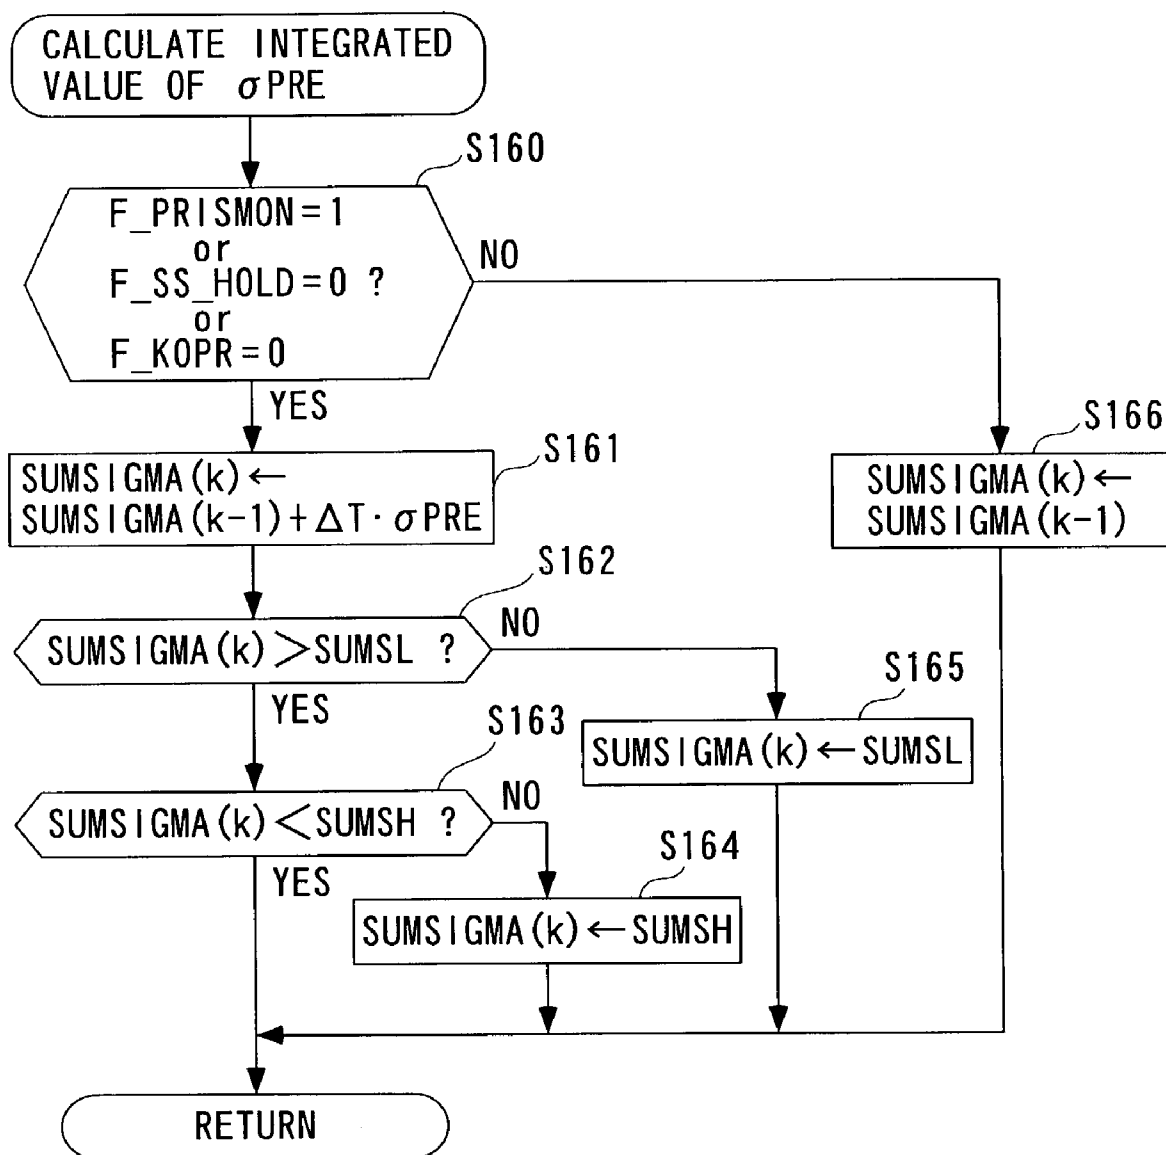 CALCULATE INTEGRATED
VALUE OF σPRE
S160
F_PRISMON=1
or
F_SS_HOLD=0 ?
or
F_KOPR=0
NO
YES
S161
SUMSIGMA(k)←
SUMSIGMA(k-1)+ΔT·σPRE
S166
SUMSIGMA(k)←
SUMSIGMA(k-1)
S162
SUMSIGMA(k)>SUMSL ?
NO
YES
S165
SUMSIGMA(k)←SUMSL
S163
SUMSIGMA(k)<SUMSH ?
NO
YES
S164
SUMSIGMA(k)←SUMSH
RETURN